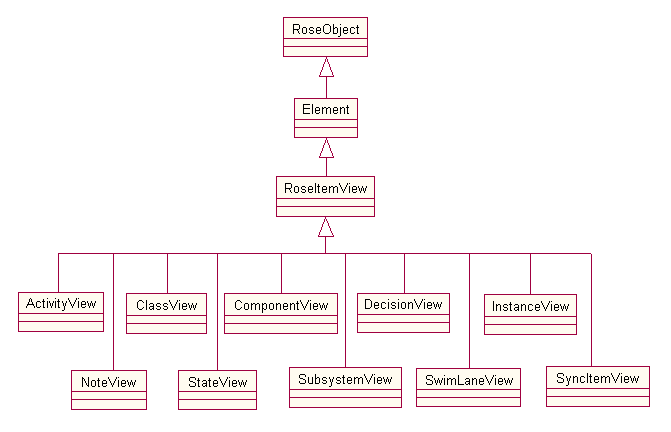 RoseObject
Element
RoseItemView
ActivityView
ClassView
ComponentView
DecisionView
InstanceView
NoteView
StateView
SubsystemView
SwimLaneView
SyncItemView